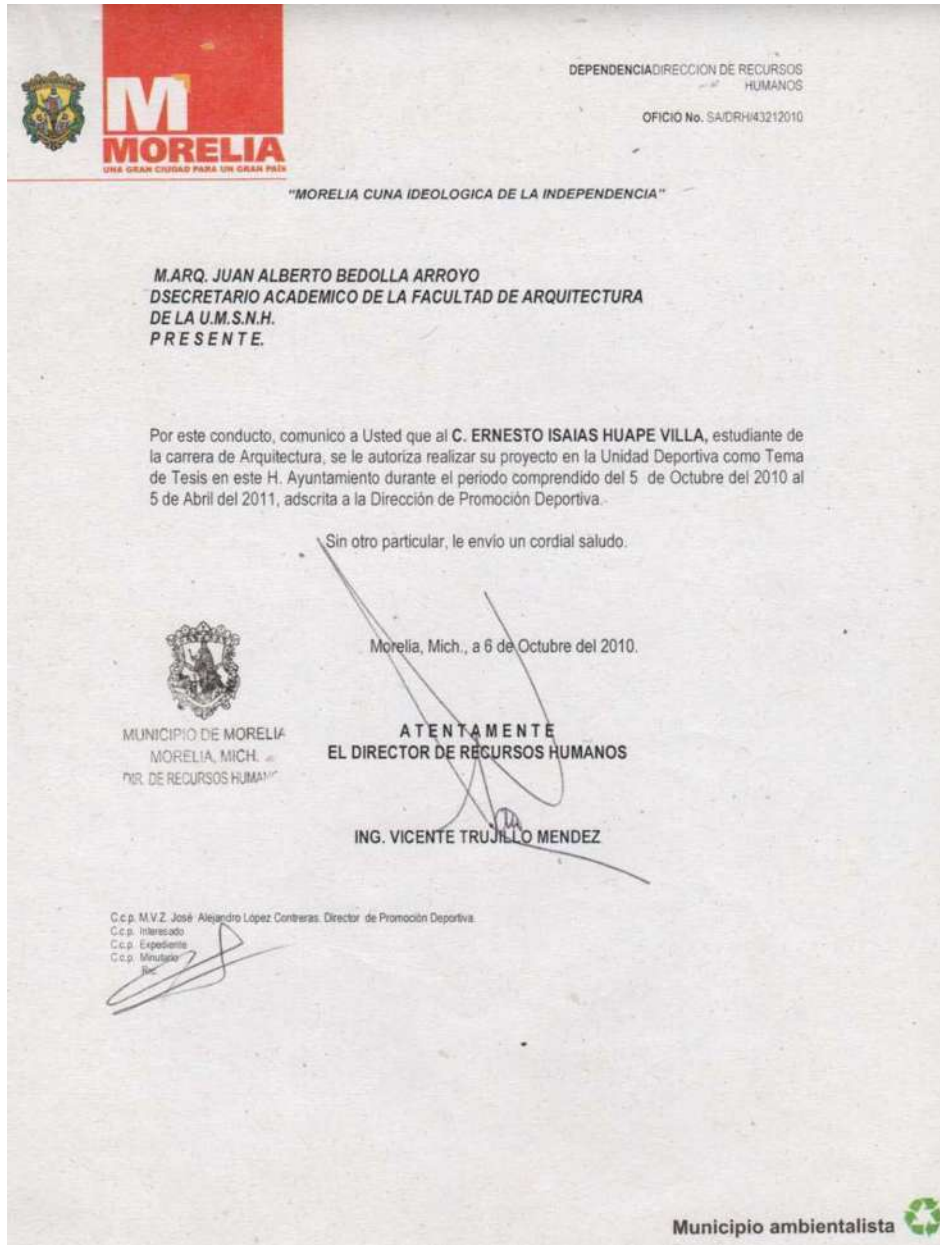 M
MORELIA
UNA GRAN CIUDAD PARA UN GRAN PAÍS
DEPENDENCIADIRECCION DE RECURSOS
HUMANOS
OFICIO No. SA/DRH/43212010
"MORELIA CUNA IDEOLOGICA DE LA INDEPENDENCIA"
M.ARQ. JUAN ALBERTO BEDOLLA ARROYO
DSECRETARIO ACADEMICO DE LA FACULTAD DE ARQUITECTURA
DE LA U.M.S.N.H.
P R E S E N T E.
Por este conducto, comunico a Usted que al C. ERNESTO ISAIAS HUAPE VILLA, estudiante de
la carrera de Arquitectura, se le autoriza realizar su proyecto en la Unidad Deportiva como Tema
de Tesis en este H. Ayuntamiento durante el periodo comprendido del 5 de Octubre del 2010 al
5 de Abril del 2011, adscrita a la Dirección de Promoción Deportiva.
Sin otro particular, le envío un cordial saludo.
Morelia, Mich., a 6 de Octubre del 2010.
MUNICIPIO DE MORELIA
MORELIA, MICH.
DIR. DE RECURSOS HUMANOS
A T E N T A M E N T E
EL DIRECTOR DE RECURSOS HUMANOS
ING. VICENTE TRUJILLO MENDEZ
C.c.p. M.V.Z. José Alejandro López Contreras. Director de Promoción Deportiva.
C.c.p. Interesado
C.c.p. Expediente
C.c.p. Minutario
Municipio ambientalista